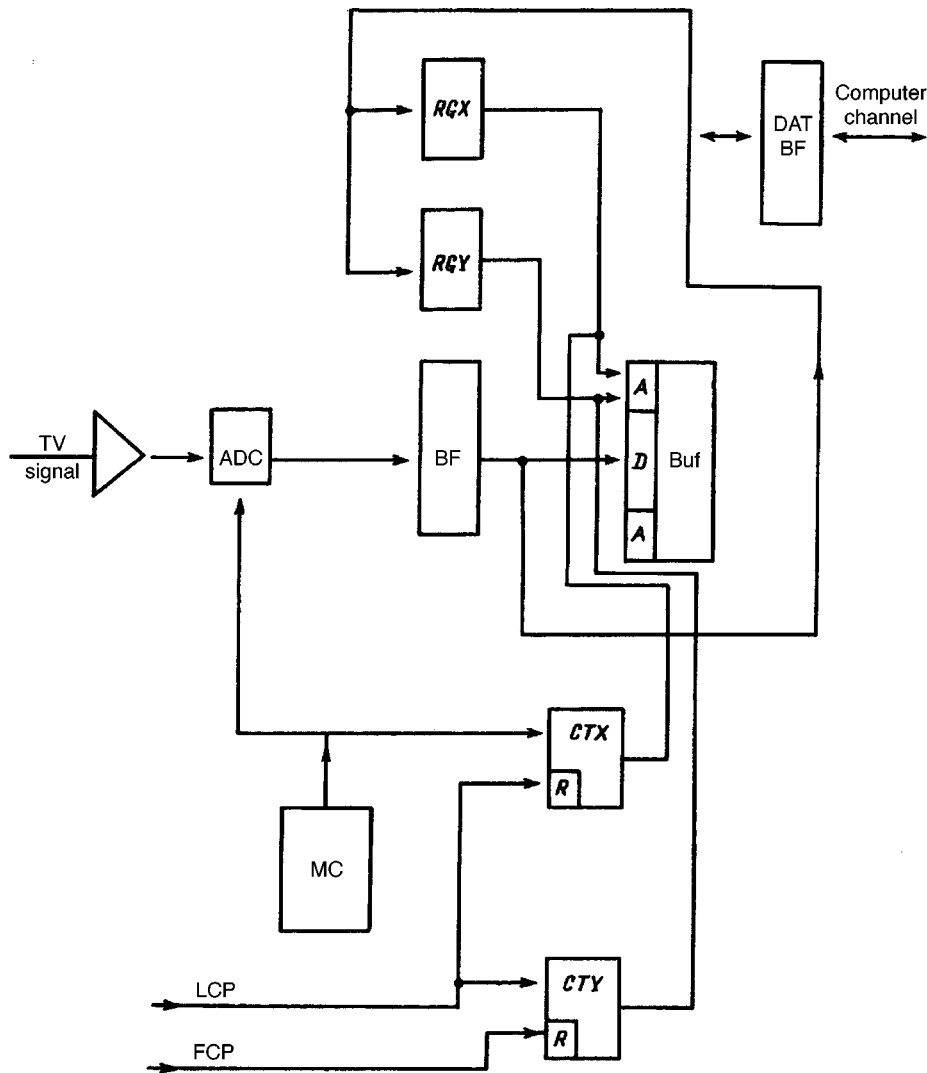 RGX
DAT
BF
Computer
channel
RGY
TV
signal
ADC
BF
A
D
A
Buf
CTX
R
MC
LCP
CTY
R
FCP